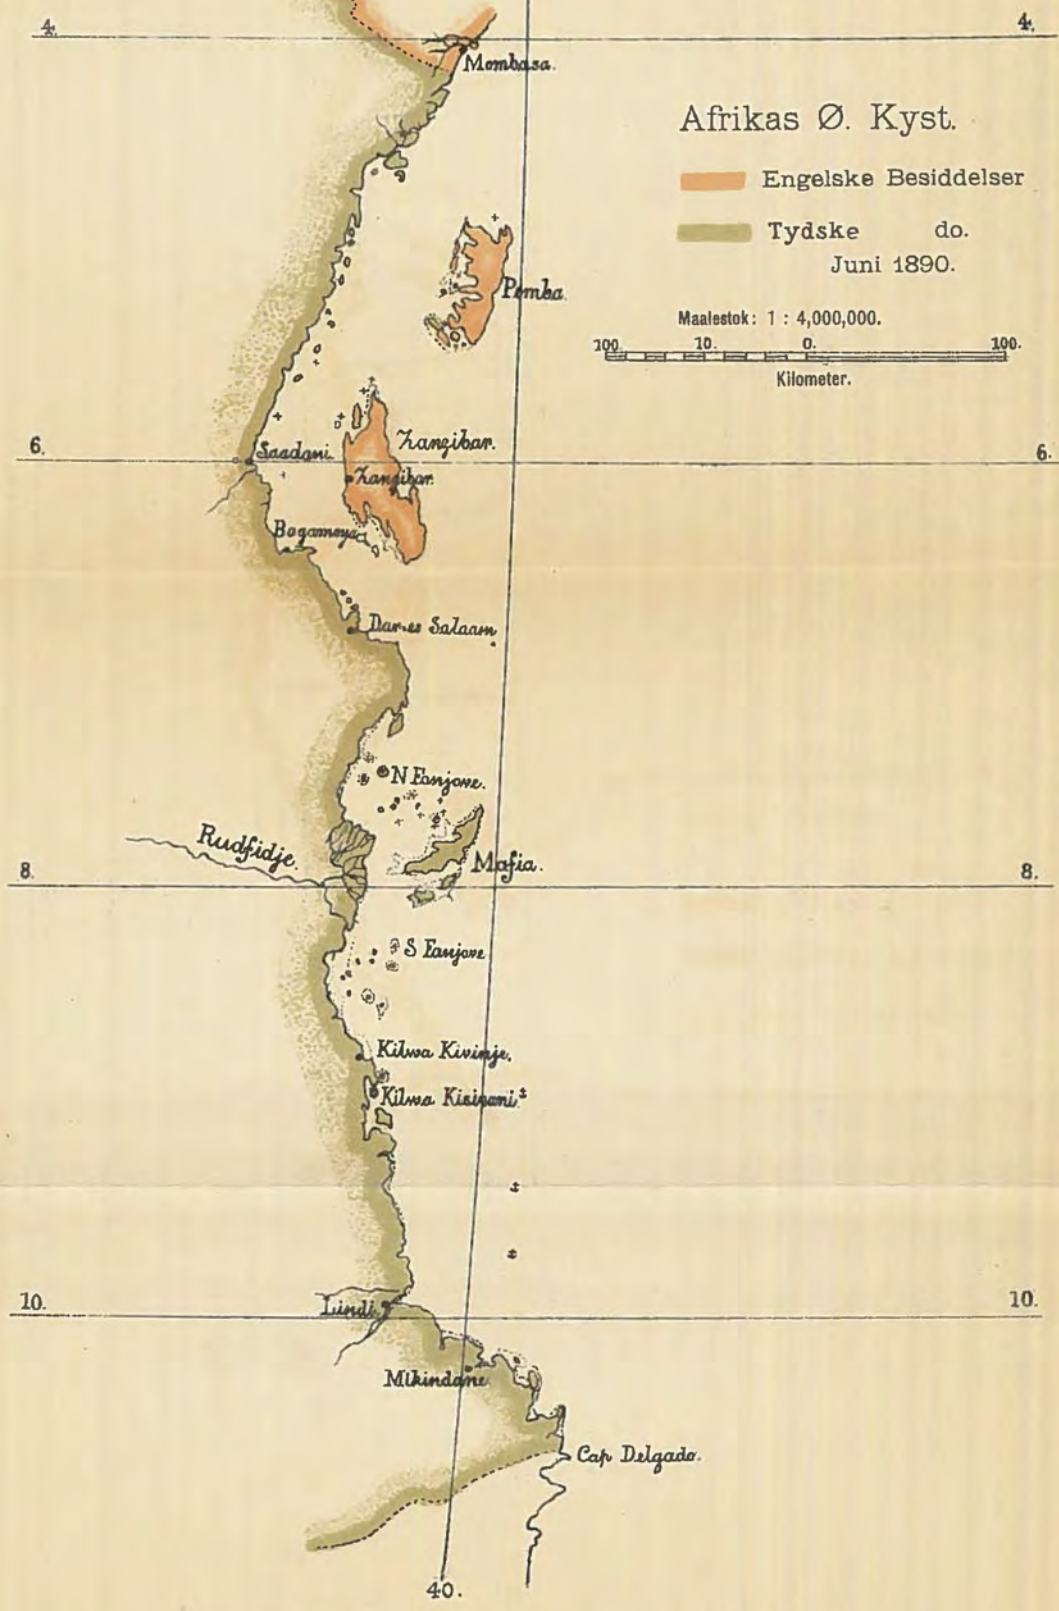 4. 4.
Mombasa.
Afrikas Ø. Kyst.
Engelske Besiddelser
Tydske do.
Juni 1890.
Pemba.
Maalestok: 1 : 4,000,000.
100 10. 0. 100.
Kilometer.
Zanzibar.
6. Saadani. 6.
Zanzibar.
Bagamoyo
Dar-es Salaam
N Fanjove.
Rudfidje.
Mafia.
8. 8.
S Fanjove
Kilwa Kivinje.
Kilwa Kisivani
10. Lindi. 10.
Mikindane.
Cap Delgado.
40.